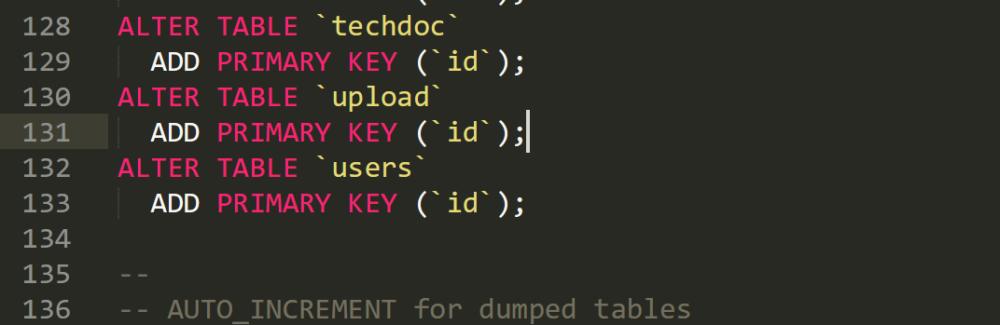 128 ALTER TABLE `techdoc`
129 ADD PRIMARY KEY (`id`);
130 ALTER TABLE `upload`
131 ADD PRIMARY KEY (`id`);
132 ALTER TABLE `users`
133 ADD PRIMARY KEY (`id`);
134
135 --
136 -- AUTO_INCREMENT for dumped tables